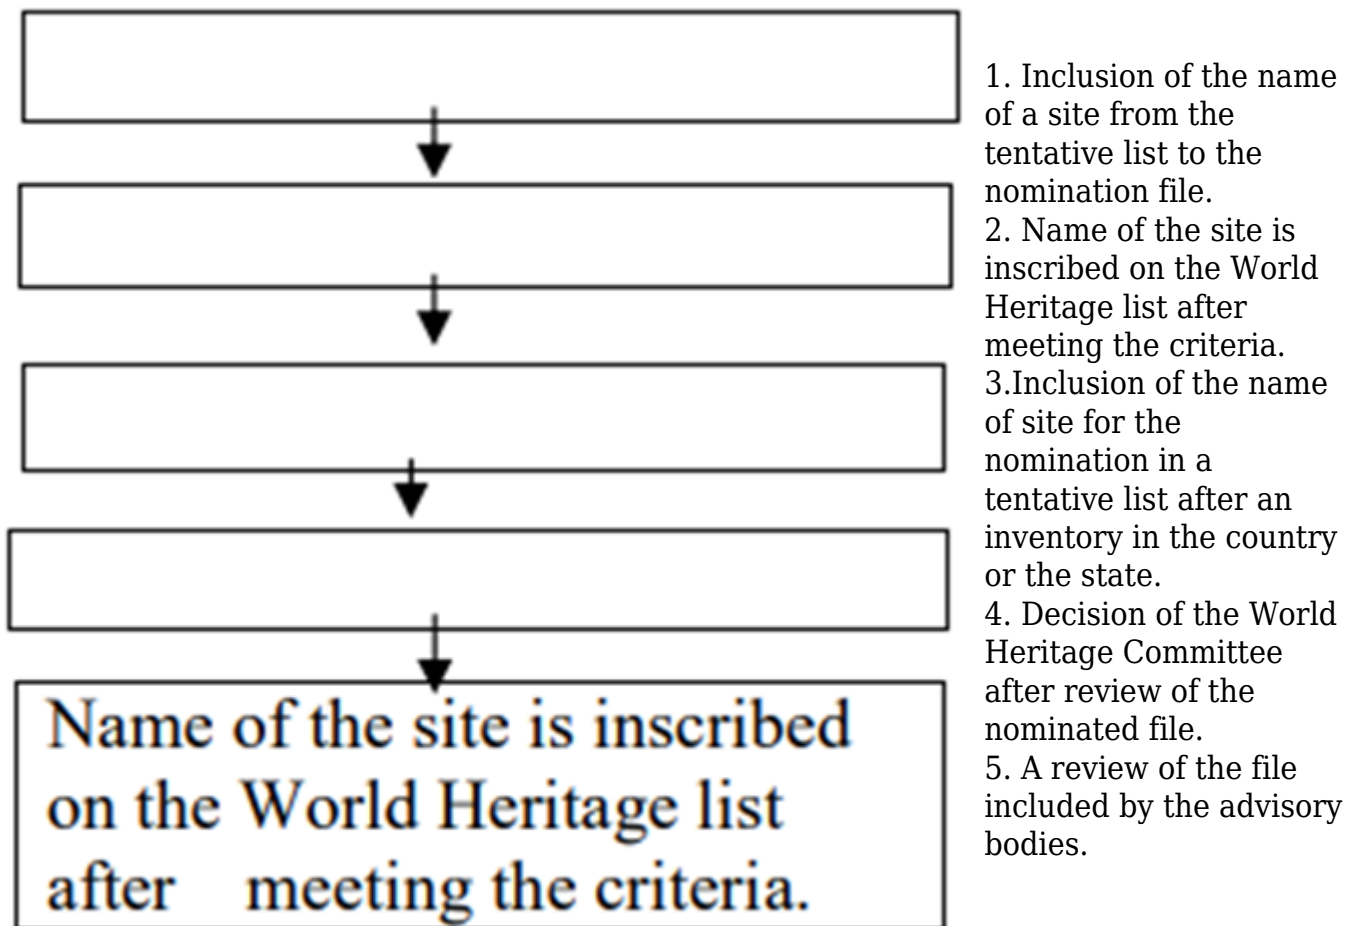 1. Inclusion of the name
of a site from the
tentative list to the
nomination file.
2. Name of the site is
inscribed on the World
Heritage list after
meeting the criteria.
3.Inclusion of the name
of site for the
nomination in a
tentative list after an
inventory in the country
or the state.
4. Decision of the World
Heritage Committee
after review of the
nominated file.
5. A review of the file
included by the advisory
bodies.
Name of the site is inscribed
on the World Heritage list
after meeting the criteria.